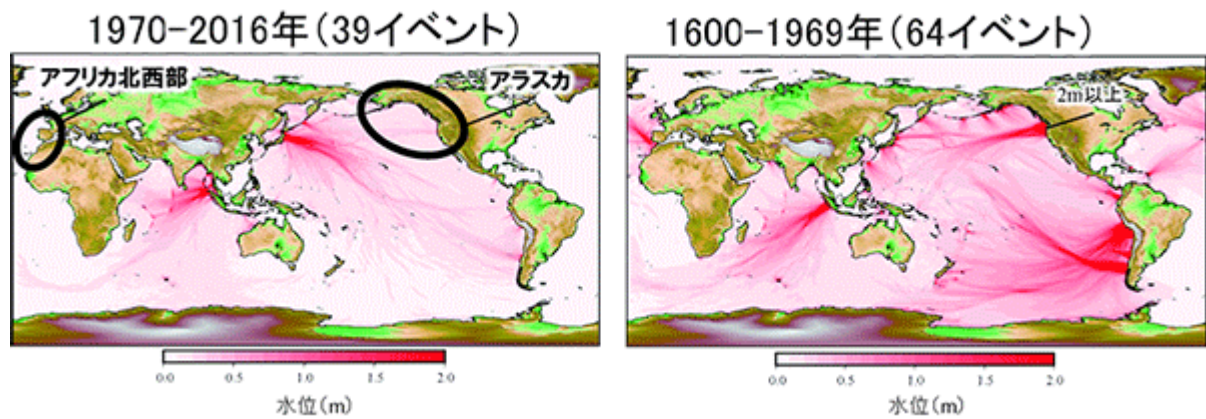 1970-2016年(39イベント)
アフリカ北西部
アラスカ
0.0 0.5 1.0 1.5 2.0
水位(m)
1600-1969年(64イベント)
2m以上
0.0 0.5 1.0 1.5 2.0
水位(m)